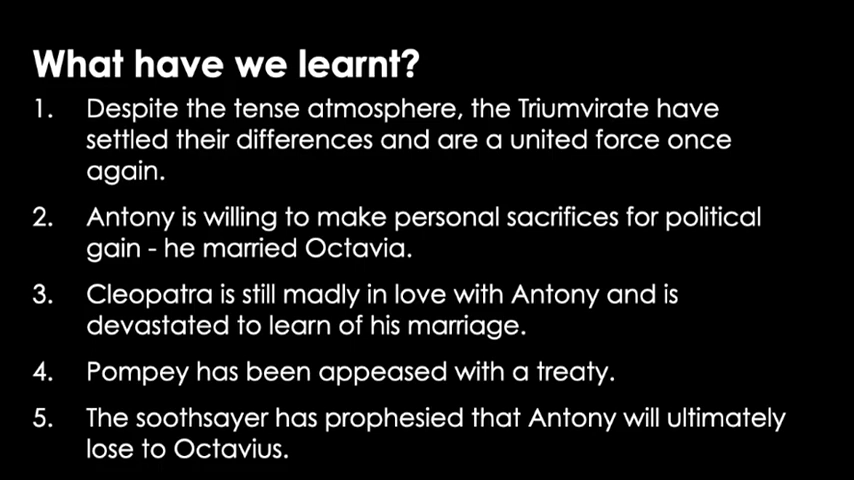 What have we learnt?
1. Despite the tense atmosphere, the Triumvirate have
settled their differences and are a united force once
again.
2. Antony is willing to make personal sacrifices for political
gain - he married Octavia.
3. Cleopatra is still madly in love with Antony and is
devastated to learn of his marriage.
4. Pompey has been appeased with a treaty.
5. The soothsayer has prophesied that Antony will ultimately
lose to Octavius.